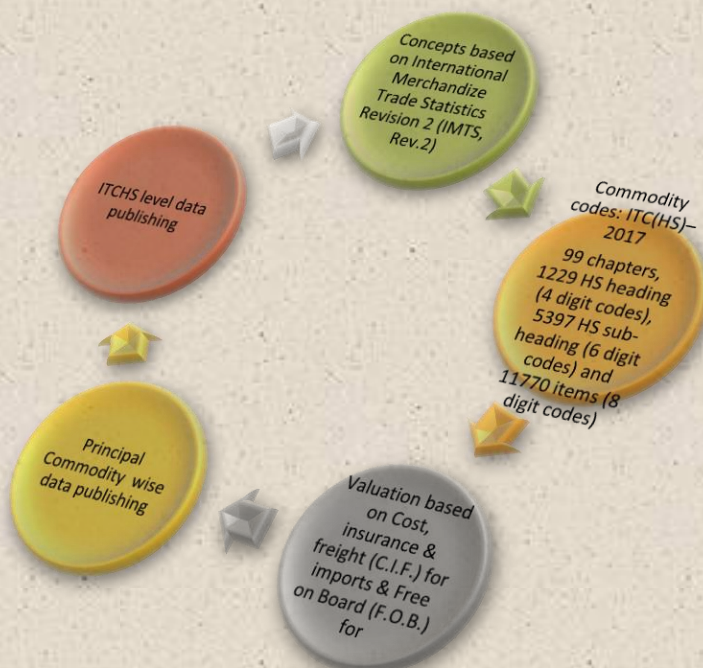 Concepts based
on International
Merchandize
Trade Statistics
Revision 2 (IMTS,
Rev.2)
Commodity
codes: ITC(HS)–
2017
99 chapters,
1229 HS heading
(4 digit codes),
5397 HS sub-
heading (6 digit
codes) and
11770 items (8
digit codes)
Valuation based
on Cost,
insurance &
freight (C.I.F.) for
imports & Free
on Board (F.O.B.)
for
Principal
Commodity wise
data publishing
ITCHS level data
publishing